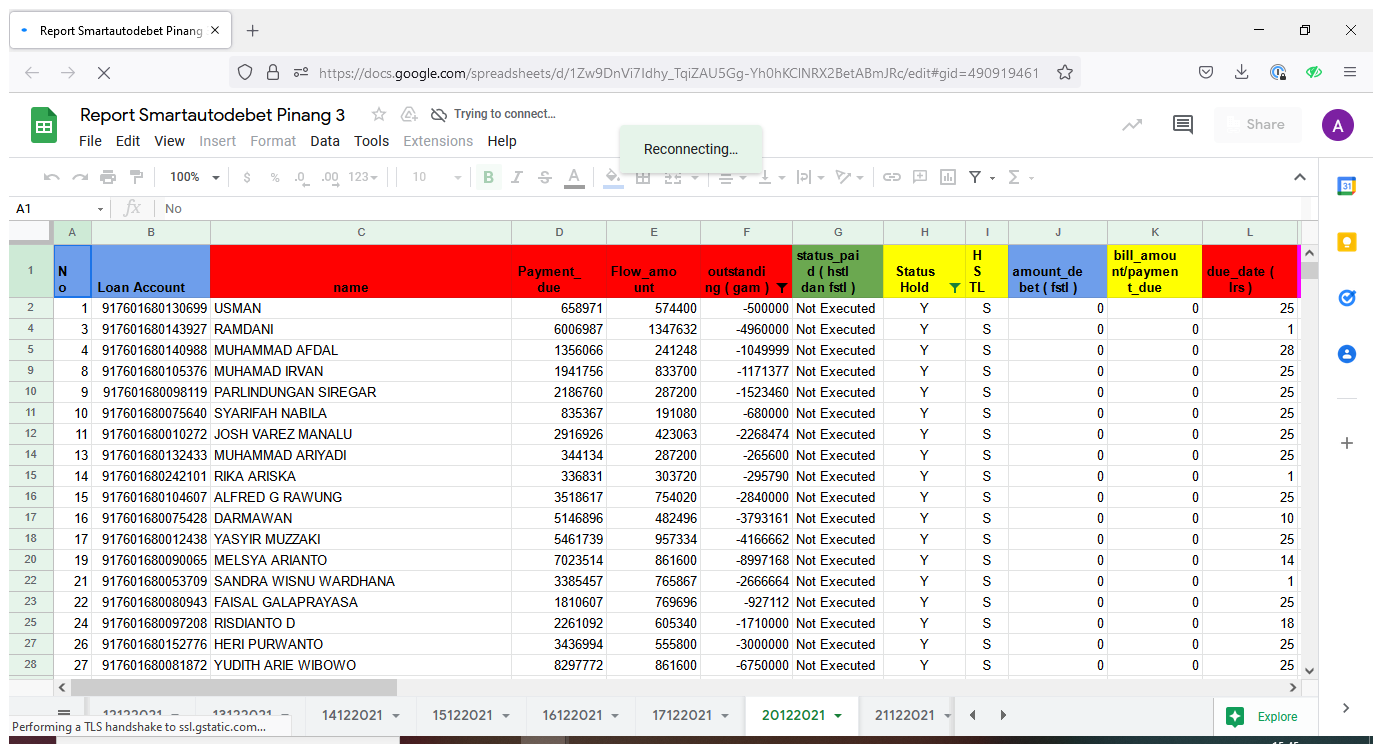 Report Smartautodebet Pinang
https://docs.google.com/spreadsheets/d/1Zw9DnVi7Idhy_TqiZAU5Gg-Yh0hKClNRX2BetABmJRc/edit#gid=490919461
Report Smartautodebet Pinang 3 Trying to connect...
File Edit View Insert Format Data Tools Extensions Help
Reconnecting...
Share
A
100% $ % .0 .00 123 10 B I S A
31
A1 fx No
A B C D E F G H I J K L
1 No Loan Account name Payment_due Flow_amount outstanding ( gam ) status_paid ( hstl dan fstl ) Status Hold HSTL amount_debet ( fstl ) bill_amount/payment_due due_date ( lrs )
2 1 917601680130699 USMAN 658971 574400 -500000 Not Executed Y S 0 0 25
4 3 917601680143927 RAMDANI 6006987 1347632 -4960000 Not Executed Y S 0 0 1
5 4 917601680140988 MUHAMMAD AFDAL 1356066 241248 -1049999 Not Executed Y S 0 0 28
9 8 917601680105376 MUHAMAD IRVAN 1941756 833700 -1171377 Not Executed Y S 0 0 25
10 9 917601680098119 PARLINDUNGAN SIREGAR 2186760 287200 -1523460 Not Executed Y S 0 0 25
11 10 917601680075640 SYARIFAH NABILA 835367 191080 -680000 Not Executed Y S 0 0 25
12 11 917601680010272 JOSH VAREZ MANALU 2916926 423063 -2268474 Not Executed Y S 0 0 25
14 13 917601680132433 MUHAMMAD ARIYADI 344134 287200 -265600 Not Executed Y S 0 0 25
15 14 917601680242101 RIKA ARISKA 336831 303720 -295790 Not Executed Y S 0 0 1
16 15 917601680104607 ALFRED G RAWUNG 3518617 754020 -2840000 Not Executed Y S 0 0 25
17 16 917601680075428 DARMAWAN 5146896 482496 -3793161 Not Executed Y S 0 0 10
18 17 917601680012438 YASYIR MUZZAKI 5461739 957334 -4166662 Not Executed Y S 0 0 25
20 19 917601680090065 MELSYA ARIANTO 7023514 861600 -8997168 Not Executed Y S 0 0 14
22 21 917601680053709 SANDRA WISNU WARDHANA 3385457 765867 -2666664 Not Executed Y S 0 0 1
23 22 917601680080943 FAISAL GALAPRAYASA 1810607 769696 -927112 Not Executed Y S 0 0 25
25 24 917601680097208 RISDIANTO D 2261092 605340 -1710000 Not Executed Y S 0 0 18
27 26 917601680152776 HERI PURWANTO 3436994 555800 -3000000 Not Executed Y S 0 0 25
28 27 917601680081872 YUDITH ARIE WIBOWO 8297772 861600 -6750000 Not Executed Y S 0 0 25
12122021 13122021 14122021 15122021 16122021 17122021 20122021 21122021 Explore
Performing a TLS handshake to ssl.gstatic.com...